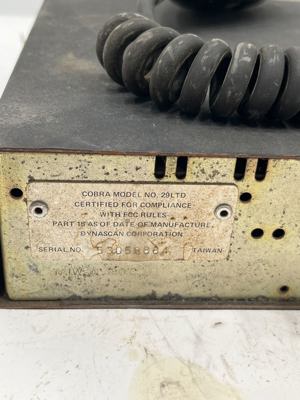 COBRA MODEL NO. 29LTD
CERTIFIED FOR COMPLIANCE
WITH FCC RULES
PART 15 AS OF DATE OF MANUFACTURE
DYNASCAN CORPORATION
SERIAL NO. TAIWAN